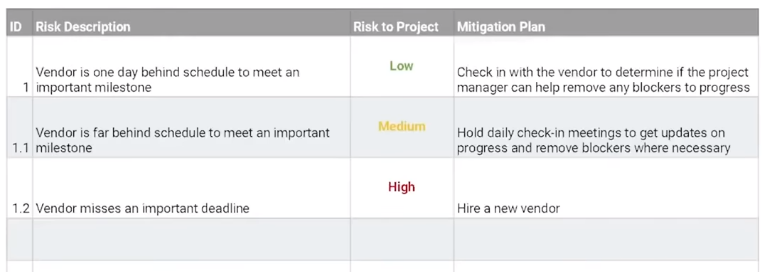 ID Risk Description Risk to Project Mitigation Plan
Vendor is one day behind schedule to meet an Low Check in with the vendor to determine if the project
1 important milestone manager can help remove any blockers to progress
Vendor is far behind schedule to meet an important Medium Hold daily check-in meetings to get updates on
1.1 milestone progress and remove blockers where necessary
High
1.2 Vendor misses an important deadline Hire a new vendor